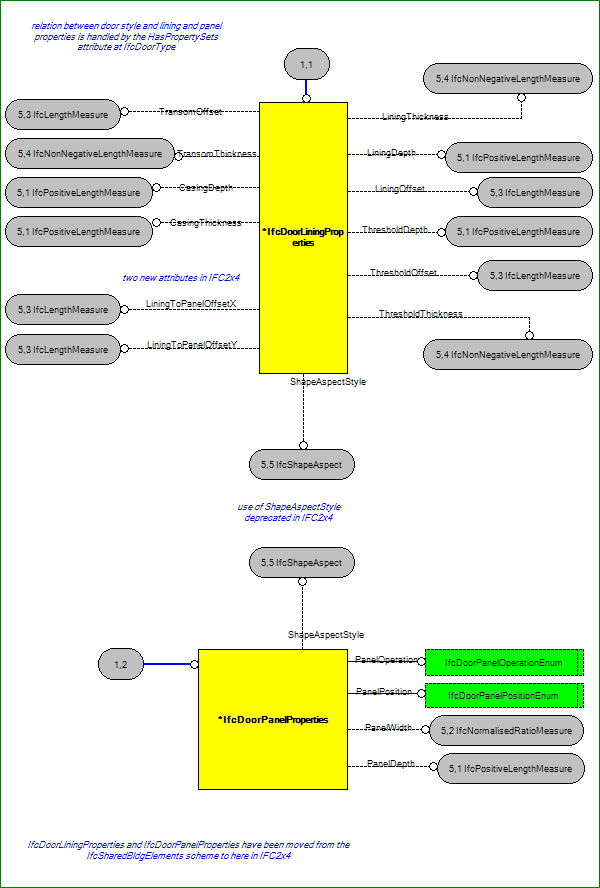 relation between door style and lining and panel
properties is handled by the HasPropertySets
attribute at IfcDoorType
1,1
5,4 IfcNonNegativeLengthMeasure
5,3 IfcLengthMeasure
TransomOffset
LiningThickness
5,4 IfcNonNegativeLengthMeasure
TransomThickness
LiningDepth
5,1 IfcPositiveLengthMeasure
5,1 IfcPositiveLengthMeasure
CasingDepth
LiningOffset
5,3 IfcLengthMeasure
5,1 IfcPositiveLengthMeasure
CasingThickness
*IfcDoorLiningProp
erties
ThresholdDepth
5,1 IfcPositiveLengthMeasure
two new attributes in IFC2x4
ThresholdOffset
5,3 IfcLengthMeasure
5,3 IfcLengthMeasure
LiningToPanelOffsetX
ThresholdThickness
5,3 IfcLengthMeasure
LiningToPanelOffsetY
5,4 IfcNonNegativeLengthMeasure
ShapeAspectStyle
5,5 IfcShapeAspect
use of ShapeAspectStyle
deprecated in IFC2x4
5,5 IfcShapeAspect
ShapeAspectStyle
1,2
*IfcDoorPanelProperties
PanelOperation
IfcDoorPanelOperationEnum
PanelPosition
IfcDoorPanelPositionEnum
PanelWidth
5,2 IfcNormalisedRatioMeasure
PanelDepth
5,1 IfcPositiveLengthMeasure
IfcDoorLiningProperties and IfcDoorPanelProperties have been moved from the
IfcSharedBldgElements scheme to here in IFC2x4